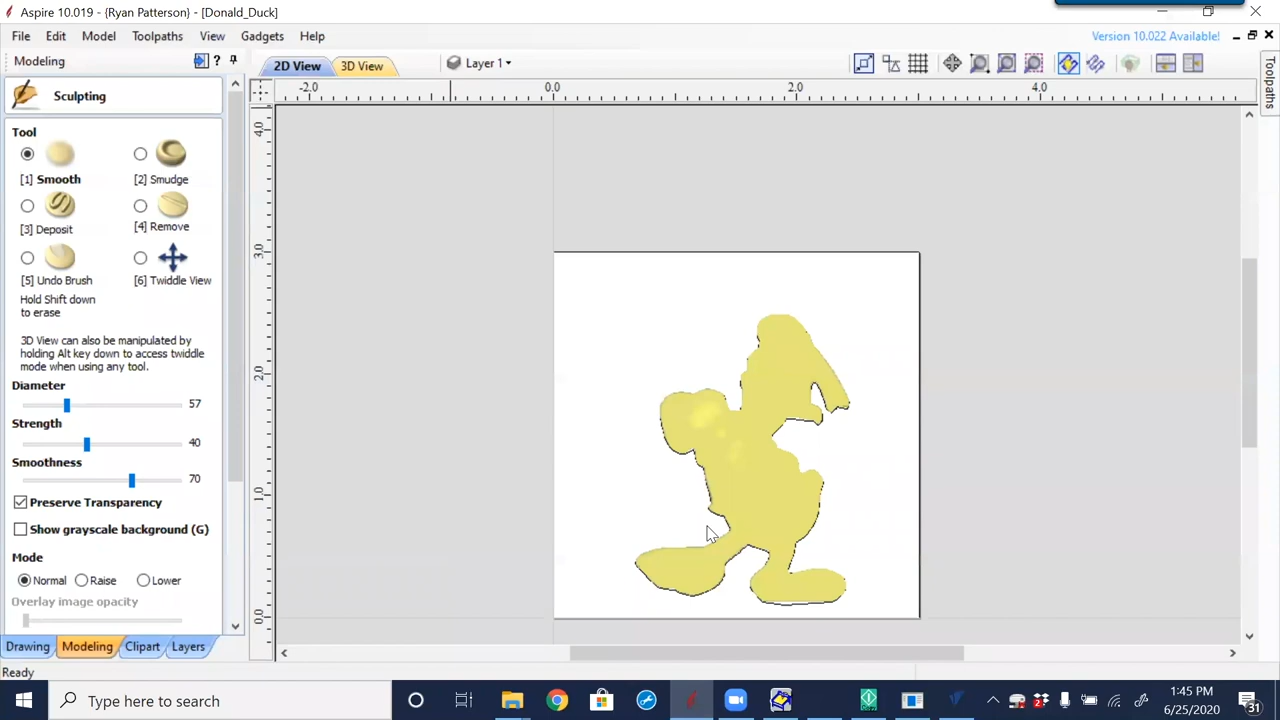 Aspire 10.019 - {Ryan Patterson} - [Donald_Duck]
File Edit Model Toolpaths View Gadgets Help Version 10.022 Available!
Modeling
2D View 3D View Layer 1
Toolpaths
Sculpting
-2.0 0.0 2.0 4.0
4.0
3.0
2.0
1.0
0.0
Tool
[1] Smooth [2] Smudge
[3] Deposit [4] Remove
[5] Undo Brush [6] Twiddle View
Hold Shift down
to erase
3D View can also be manipulated by
holding Alt key down to access twiddle
mode when using any tool.
Diameter
57
Strength
40
Smoothness
70
Preserve Transparency
Show grayscale background (G)
Mode
Normal Raise Lower
Overlay image opacity
Drawing Modeling Clipart Layers
Ready
Type here to search
1:45 PM
6/25/2020
31